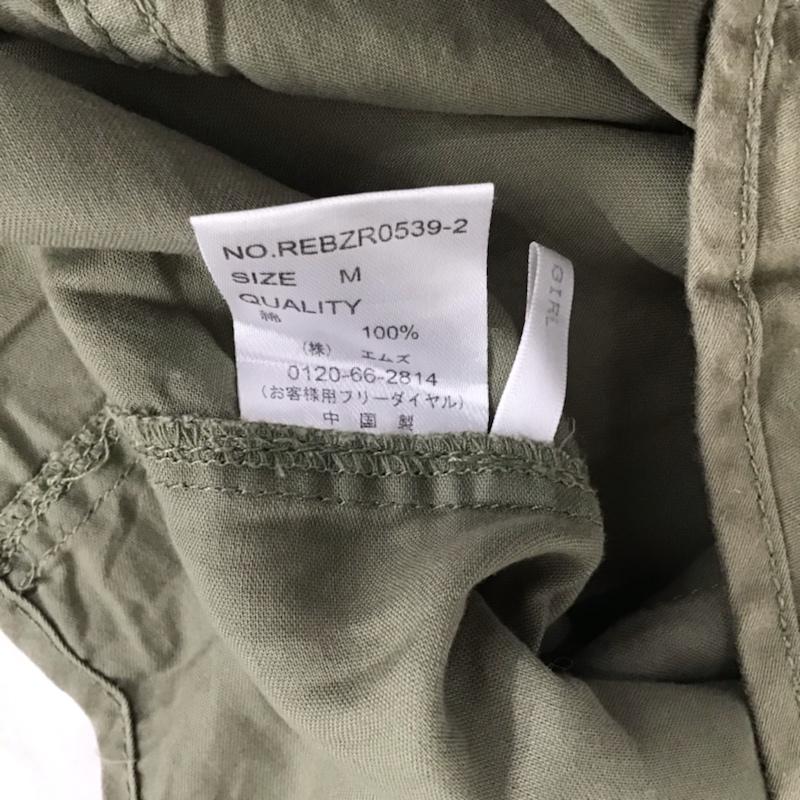 NO.REBZR0539-2
SIZE M
QUALITY
綿
100%
(株) エムズ
0120-66-2814
(お客様用フリーダイヤル)
中国製
GIRL